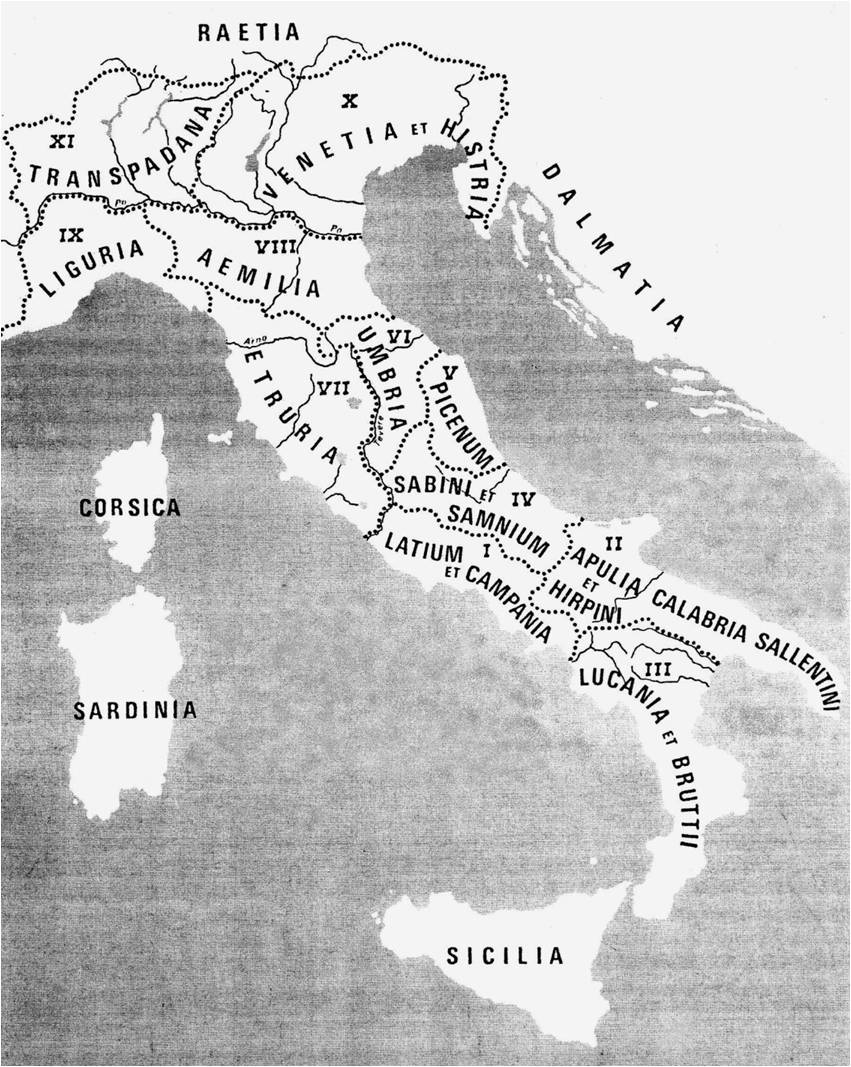 RAETIA
X
VENETIA ET HISTRIA
XI
TRANSPADANA
DALMATIA
Po
Po
IX
LIGURIA
VIII
AEMILIA
Arno
VI
UMBRIA
ETRURIA
VII
V
PICENUM
Tevere
SABINI ET
IV
SAMNIUM
CORSICA
LATIUM
I
ET CAMPANIA
II
APULIA
ET
HIRPINI
CALABRIA SALLENTINI
III
LUCANIA ET BRUTTII
SARDINIA
SICILIA